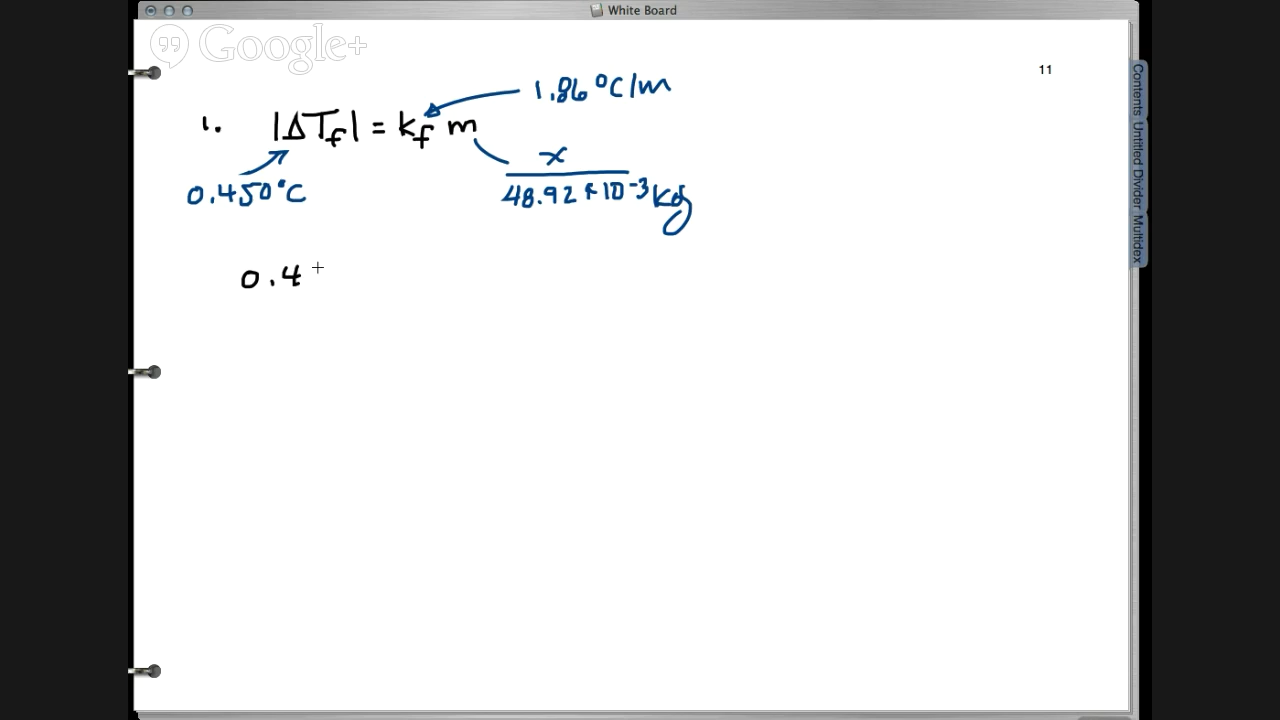 White Board
Google+
11
1.86 °C/m
1. |ΔTf| = kf m
x
0.450°C
48.92 × 10⁻³ kg
0.4
Contents Untitled Divider Multidex